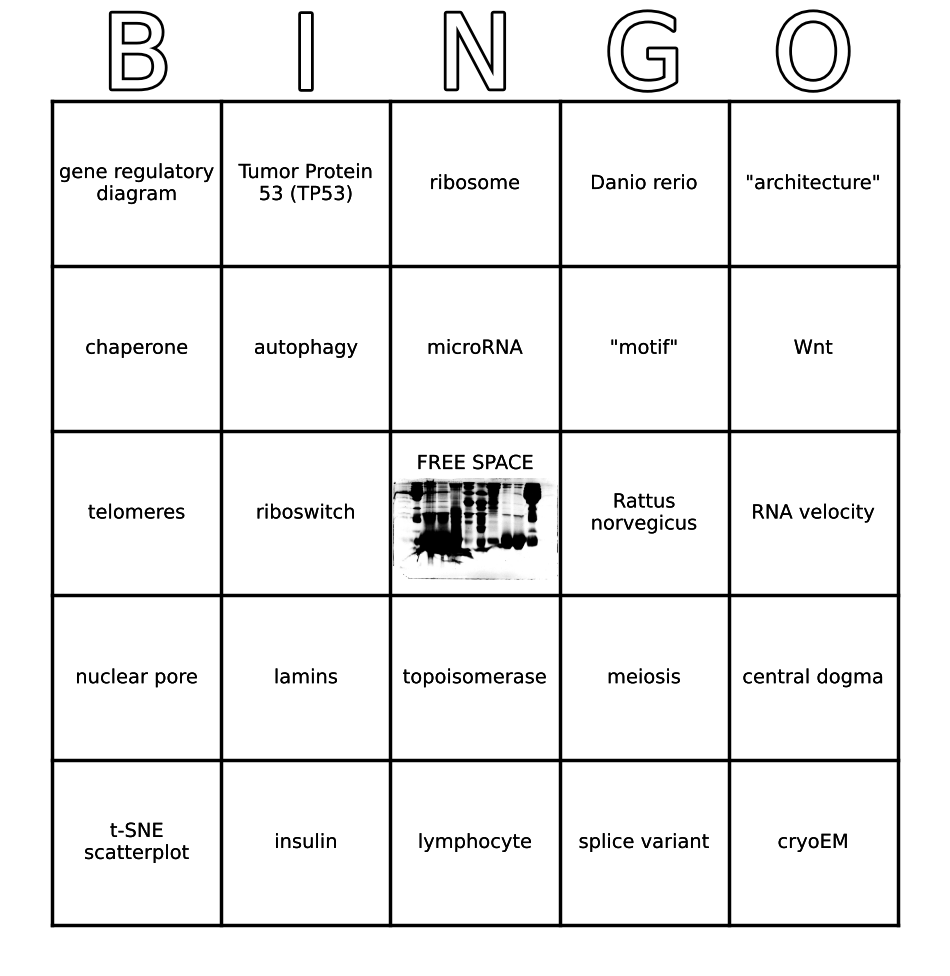 B I N G O
gene regulatory
diagram
Tumor Protein
53 (TP53)
ribosome
Danio rerio
"architecture"
chaperone
autophagy
microRNA
"motif"
Wnt
telomeres
riboswitch
FREE SPACE
Rattus
norvegicus
RNA velocity
nuclear pore
lamins
topoisomerase
meiosis
central dogma
t-SNE
scatterplot
insulin
lymphocyte
splice variant
cryoEM